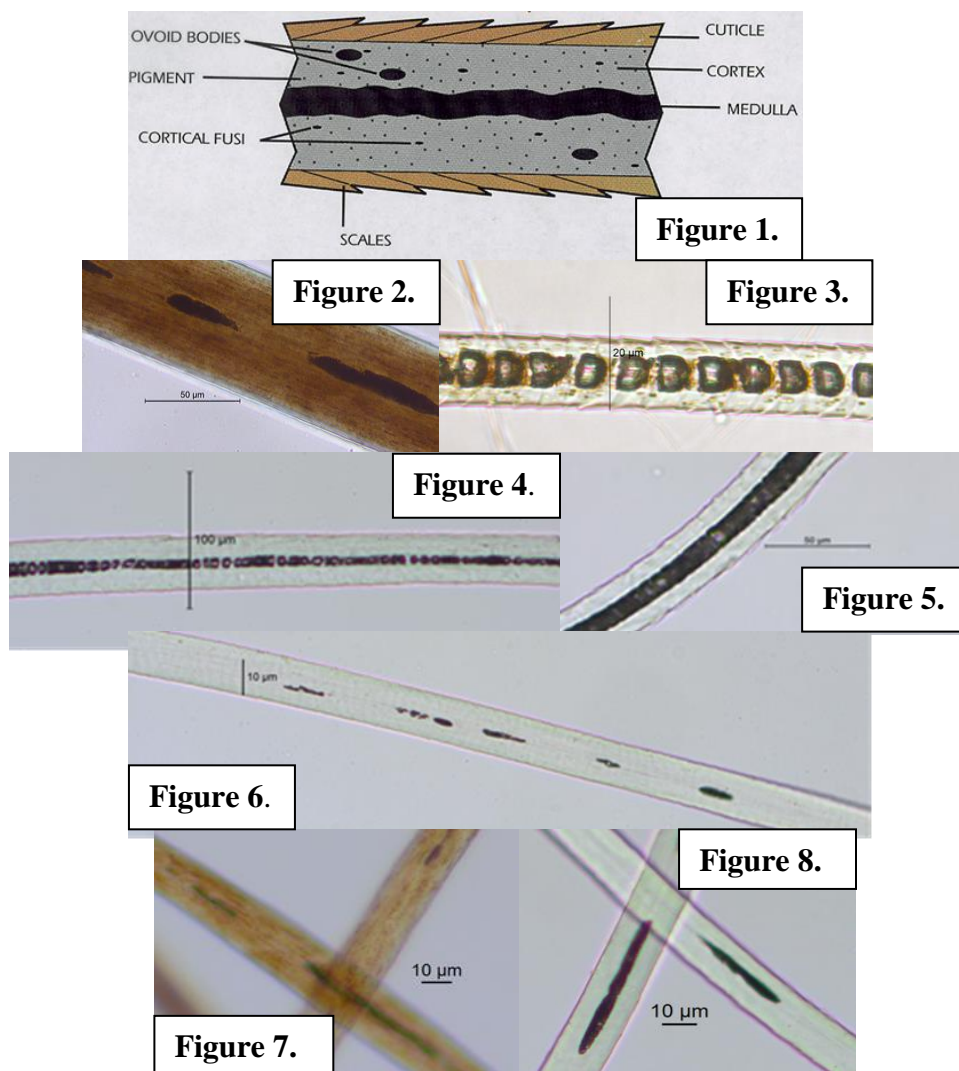 OVOID BODIES
PIGMENT
CORTICAL FUSI
SCALES
CUTICLE
CORTEX
MEDULLA
Figure 1.
Figure 2.
50 µm
Figure 3.
20 µm
Figure 4.
100 µm
Figure 5.
50 µm
Figure 6.
10 µm
Figure 7.
10 µm
Figure 8.
10 µm